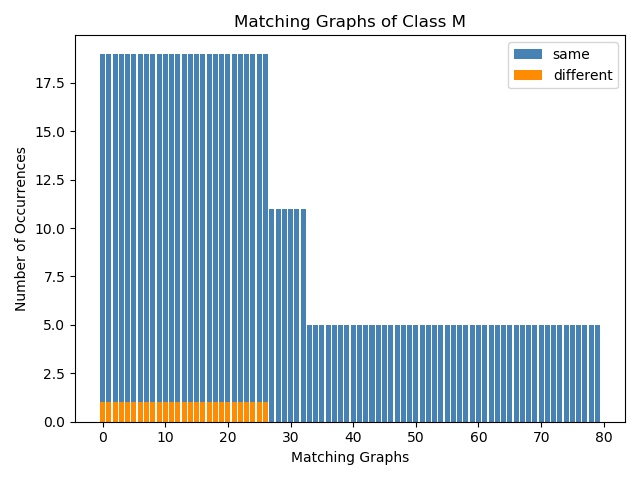 Matching Graphs of Class M
same
different
Number of Occurrences
17.5
15.0
12.5
10.0
7.5
5.0
2.5
0.0
0 10 20 30 40 50 60 70 80
Matching Graphs